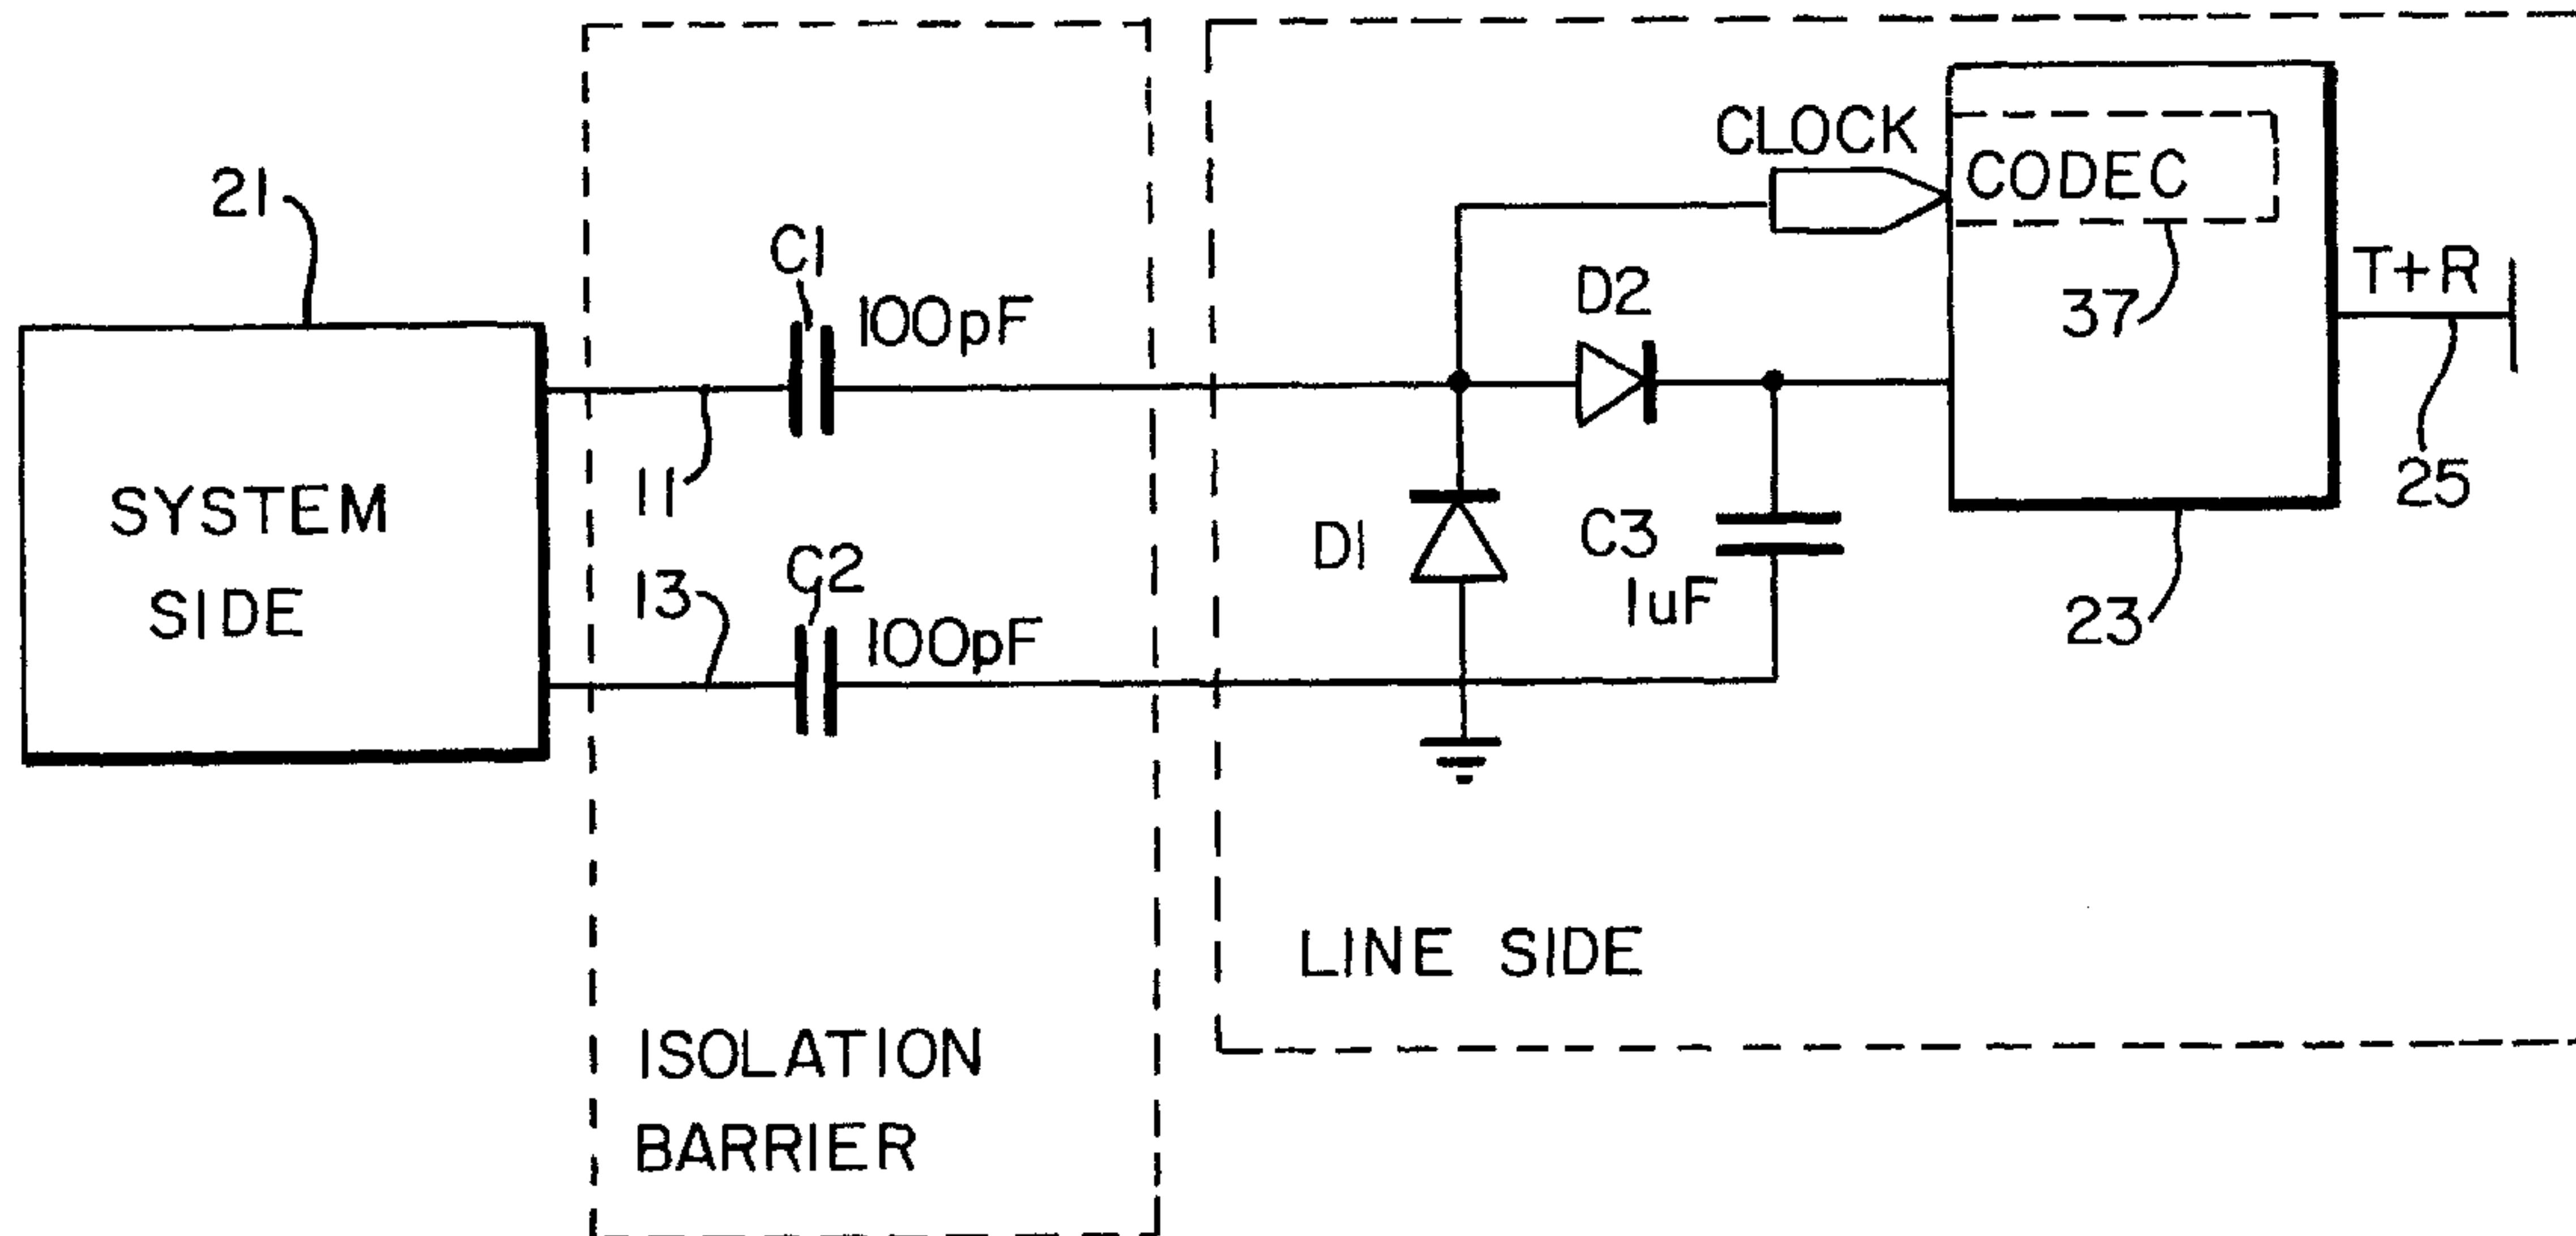 CLOCK
CODEC
21
C1
100pF
D2
37
T+R
SYSTEM
SIDE
11
13
C2
100pF
D1
C3
1uF
25
23
LINE SIDE
ISOLATION
BARRIER